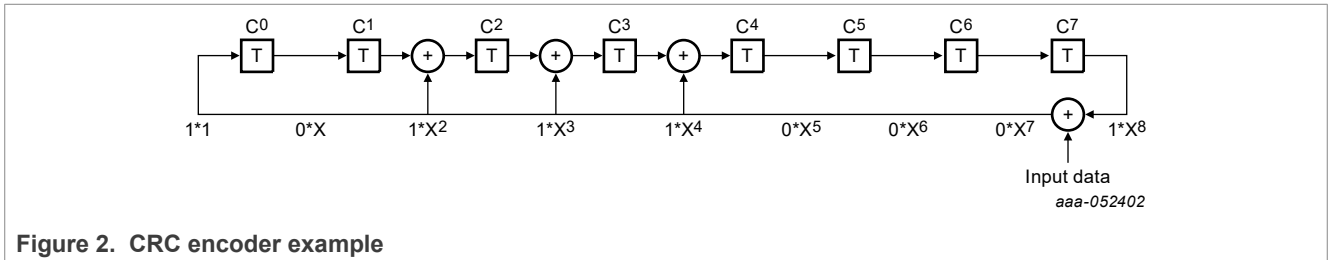 C0 C1 C2 C3 C4 C5 C6 C7
T T + T + T + T T T T
1*1 0*X 1*X2 1*X3 1*X4 0*X5 0*X6 0*X7 + 1*X8
Input data
aaa-052402
Figure 2. CRC encoder example